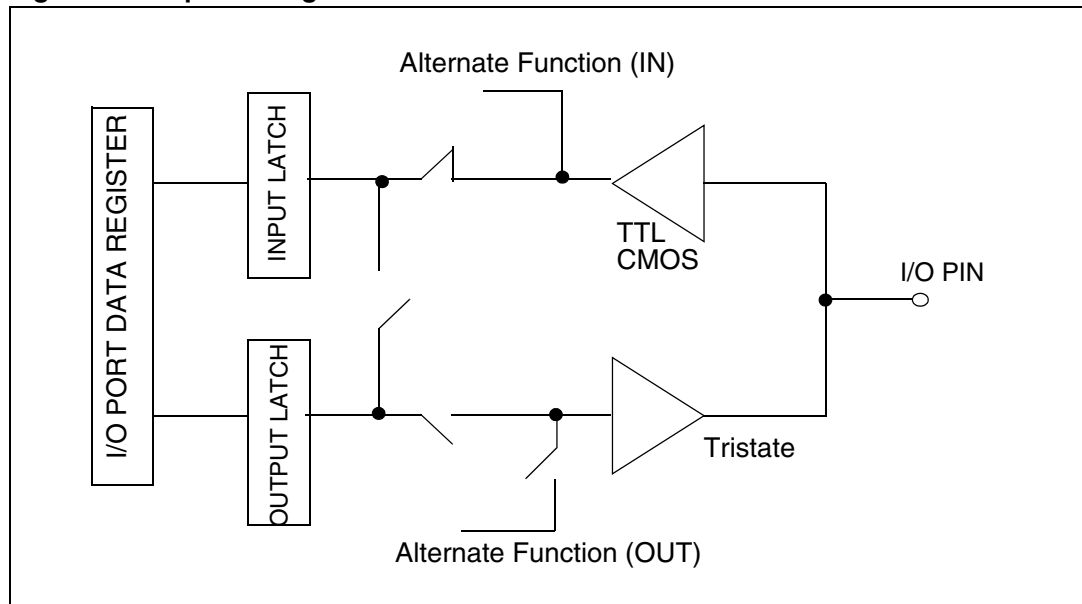 Alternate Function (IN)
I/O PORT DATA REGISTER
INPUT LATCH
TTL
CMOS
I/O PIN
OUTPUT LATCH
Tristate
Alternate Function (OUT)